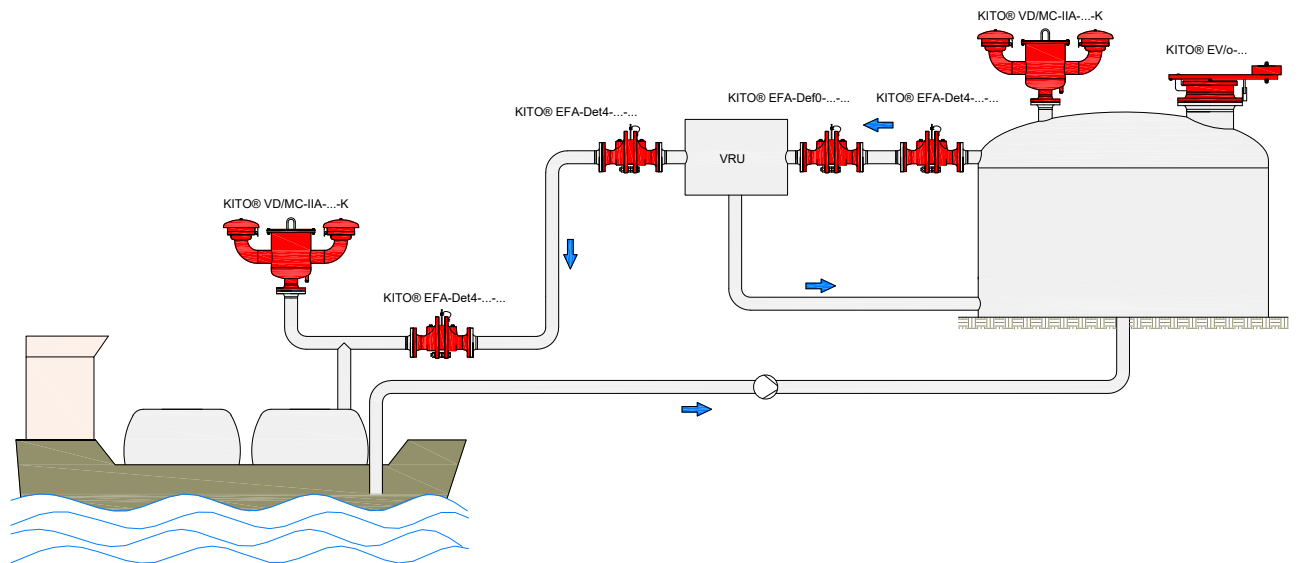 KITO® VD/MC-IIA-...-K
KITO® EV/o-...
KITO® EFA-Det4-...-...
KITO® EFA-Def0-...-...
KITO® EFA-Det4-...-...
VRU
KITO® VD/MC-IIA-...-K
KITO® EFA-Det4-...-...